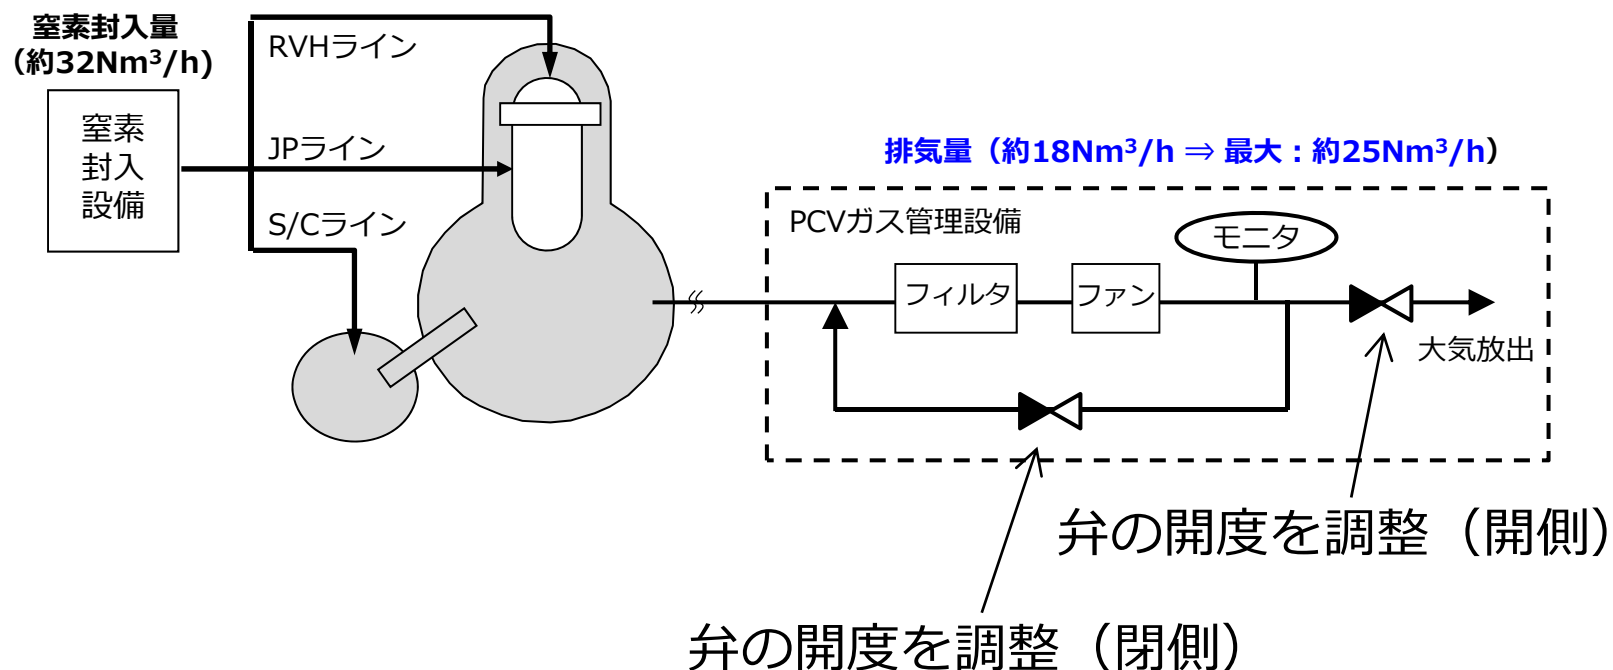 窒素封入量
（約32Nm³/h)
RVHライン
窒素
封入
設備
JPライン
S/Cライン
排気量（約18Nm³/h ⇒ 最大：約25Nm³/h）
PCVガス管理設備
モニタ
フィルタ
ファン
大気放出
弁の開度を調整（開側）
弁の開度を調整（閉側）